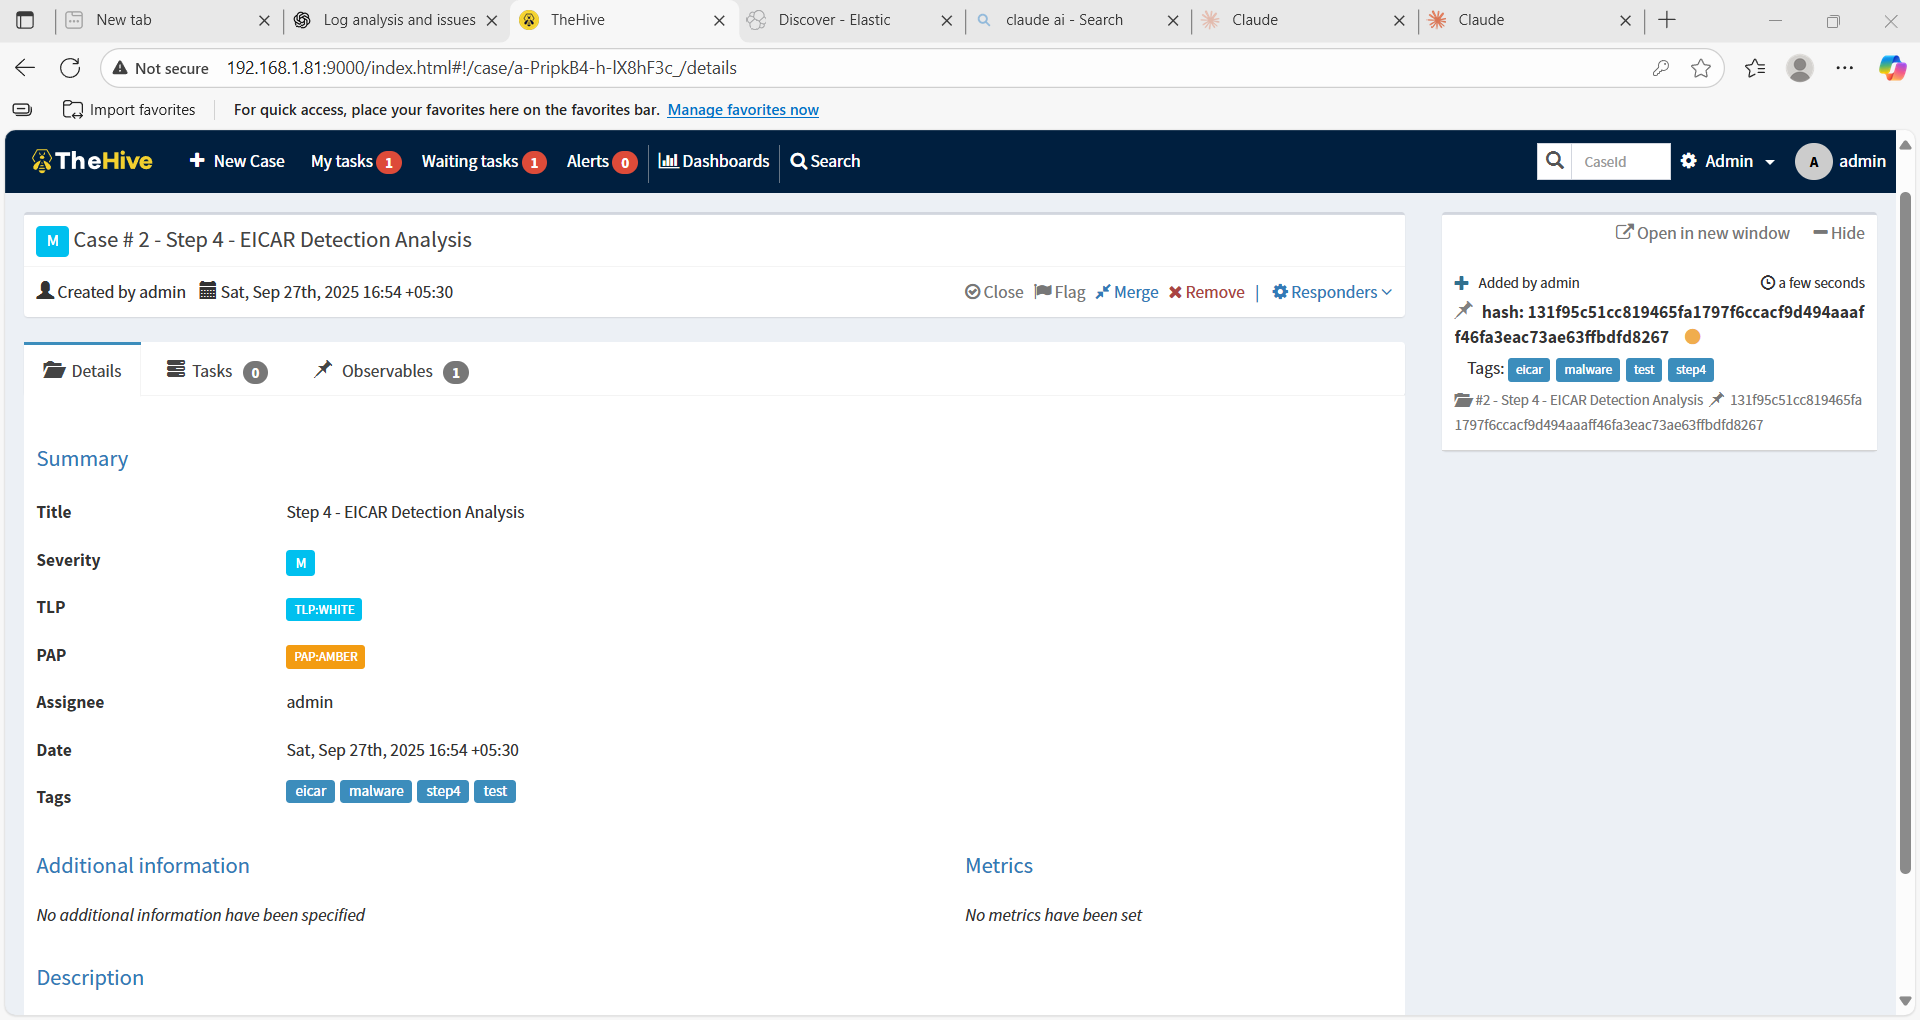 New tab
Log analysis and issues
TheHive
Discover - Elastic
claude ai - Search
Claude
Claude
Not secure 192.168.1.81:9000/index.html#!/case/a-PripkB4-h-lX8hF3c_/details
Import favorites For quick access, place your favorites here on the favorites bar. Manage favorites now
TheHive New Case My tasks 1 Waiting tasks 1 Alerts 0 Dashboards Search CaseId Admin A admin
M Case # 2 - Step 4 - EICAR Detection Analysis
Created by admin Sat, Sep 27th, 2025 16:54 +05:30 Close Flag Merge Remove | Responders
Details Tasks 0 Observables 1
Summary
Title Step 4 - EICAR Detection Analysis
Severity M
TLP TLP:WHITE
PAP PAP:AMBER
Assignee admin
Date Sat, Sep 27th, 2025 16:54 +05:30
Tags eicar malware step4 test
Additional information
No additional information have been specified
Metrics
No metrics have been set
Description
Open in new window Hide
Added by admin a few seconds
hash: 131f95c51cc819465fa1797f6ccacf9d494aaaf
f46fa3eac73ae63ffbdfd8267
Tags: eicar malware test step4
#2 - Step 4 - EICAR Detection Analysis 131f95c51cc819465fa
1797f6ccacf9d494aaaff46fa3eac73ae63ffbdfd8267